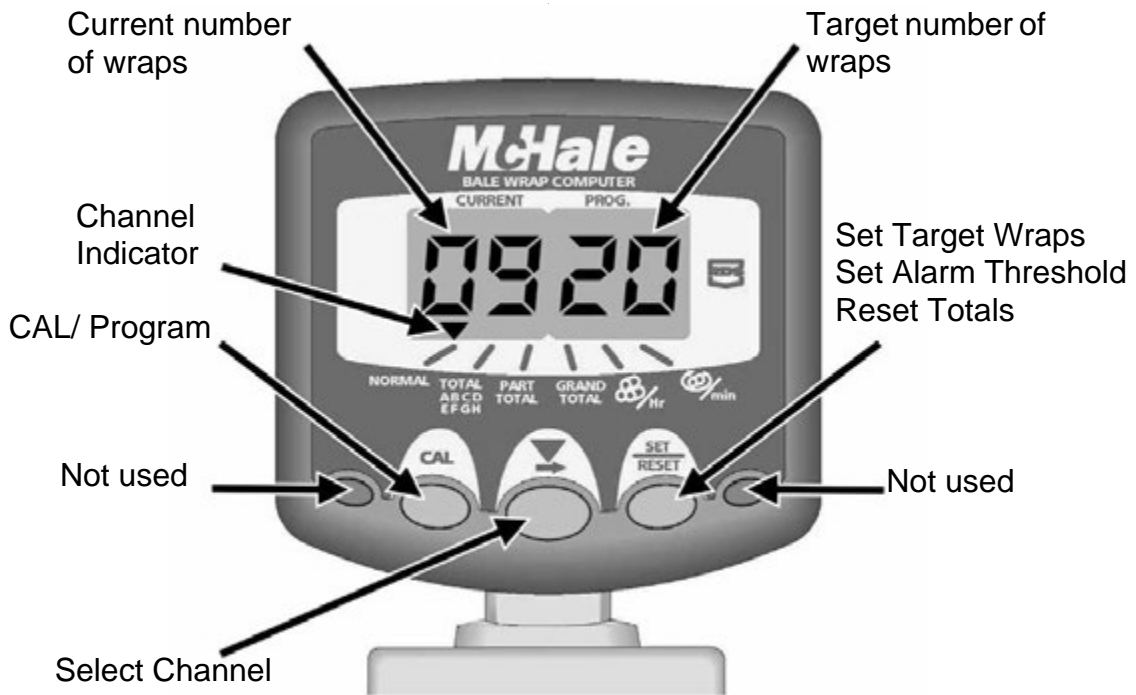 Current number
of wraps
Target number of
wraps
McHale
BALE WRAP COMPUTER
CURRENT PROG.
Channel
Indicator
0920
Set Target Wraps
Set Alarm Threshold
Reset Totals
CAL/ Program
NORMAL
TOTAL
ABCD
EFGH
PART
TOTAL
GRAND
TOTAL
/Hr
/min
CAL
SET
RESET
Not used
Not used
Select Channel